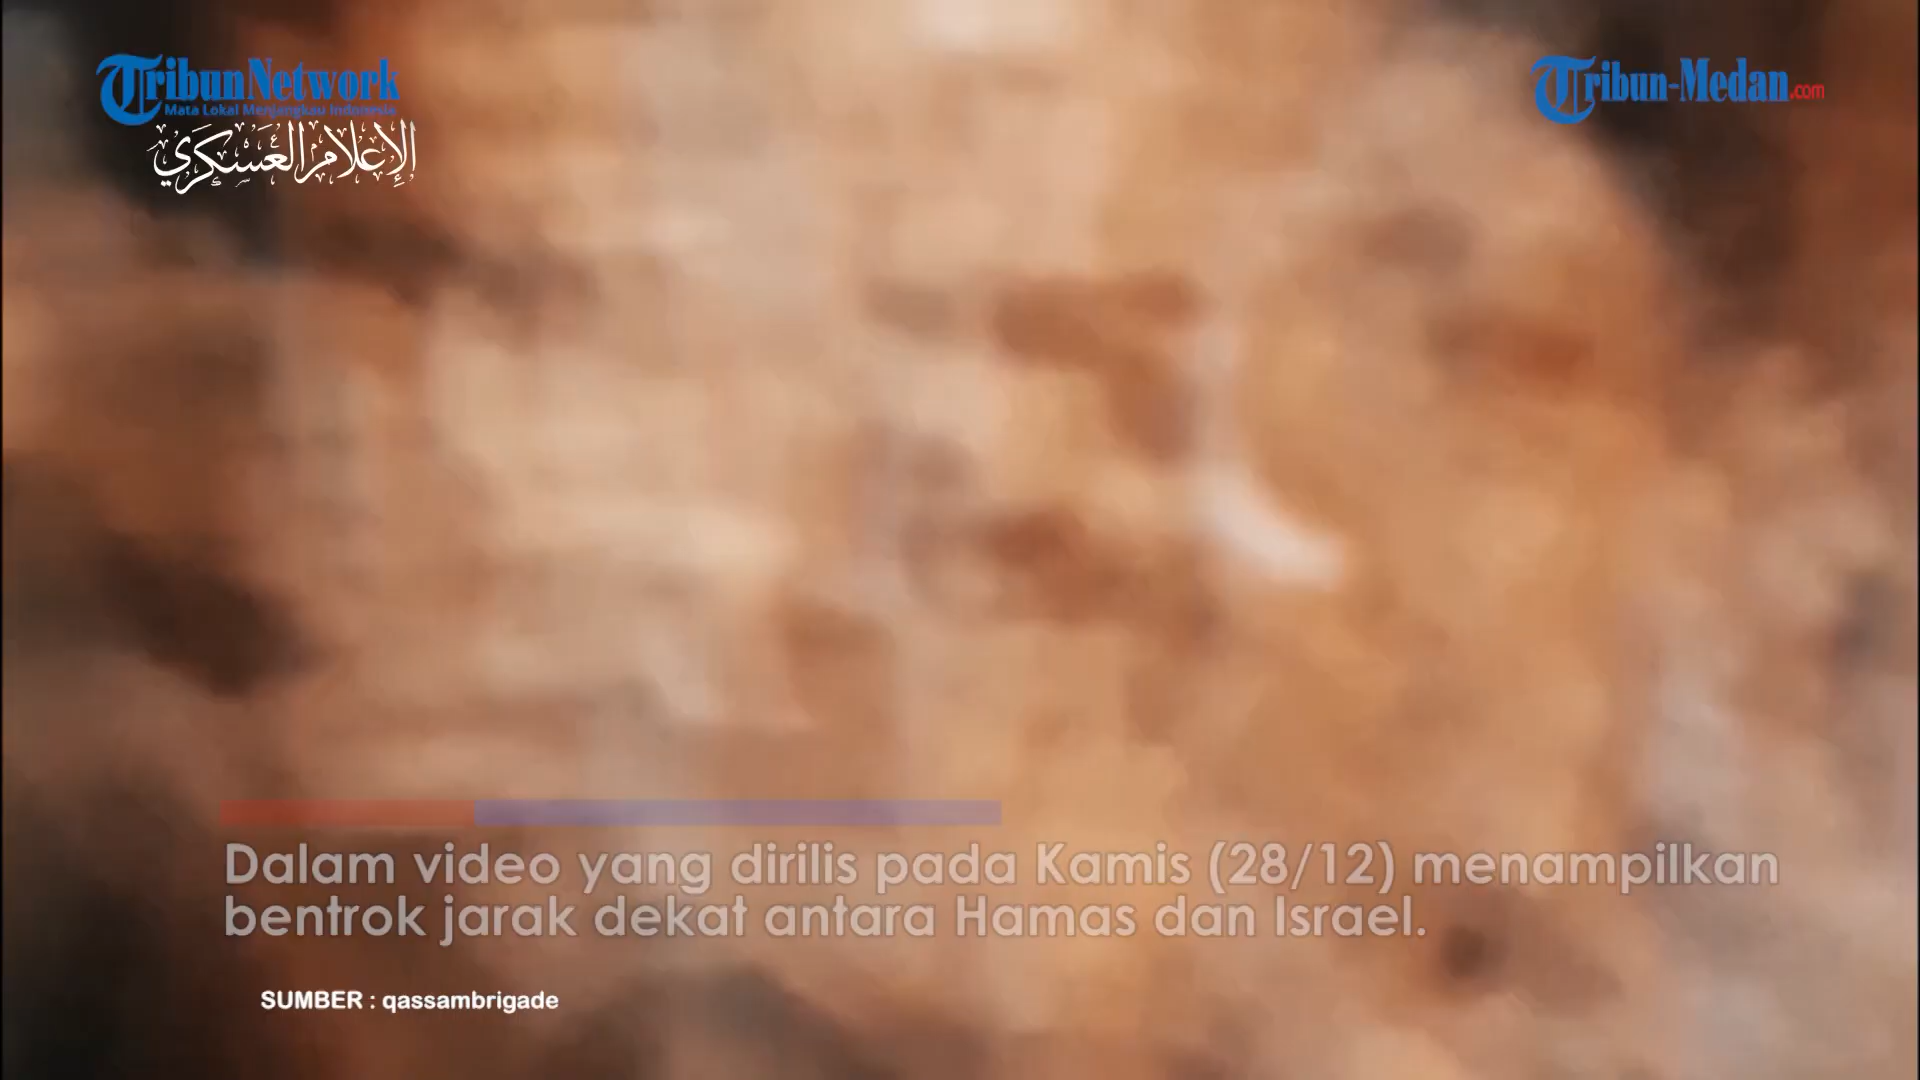 TribunNetwork
Mata Lokal Menjangkau Indonesia
الإعلام العسكري
Tribun-Medan.com
Dalam video yang dirilis pada Kamis (28/12) menampilkan
bentrok jarak dekat antara Hamas dan Israel.
SUMBER : qassambrigade